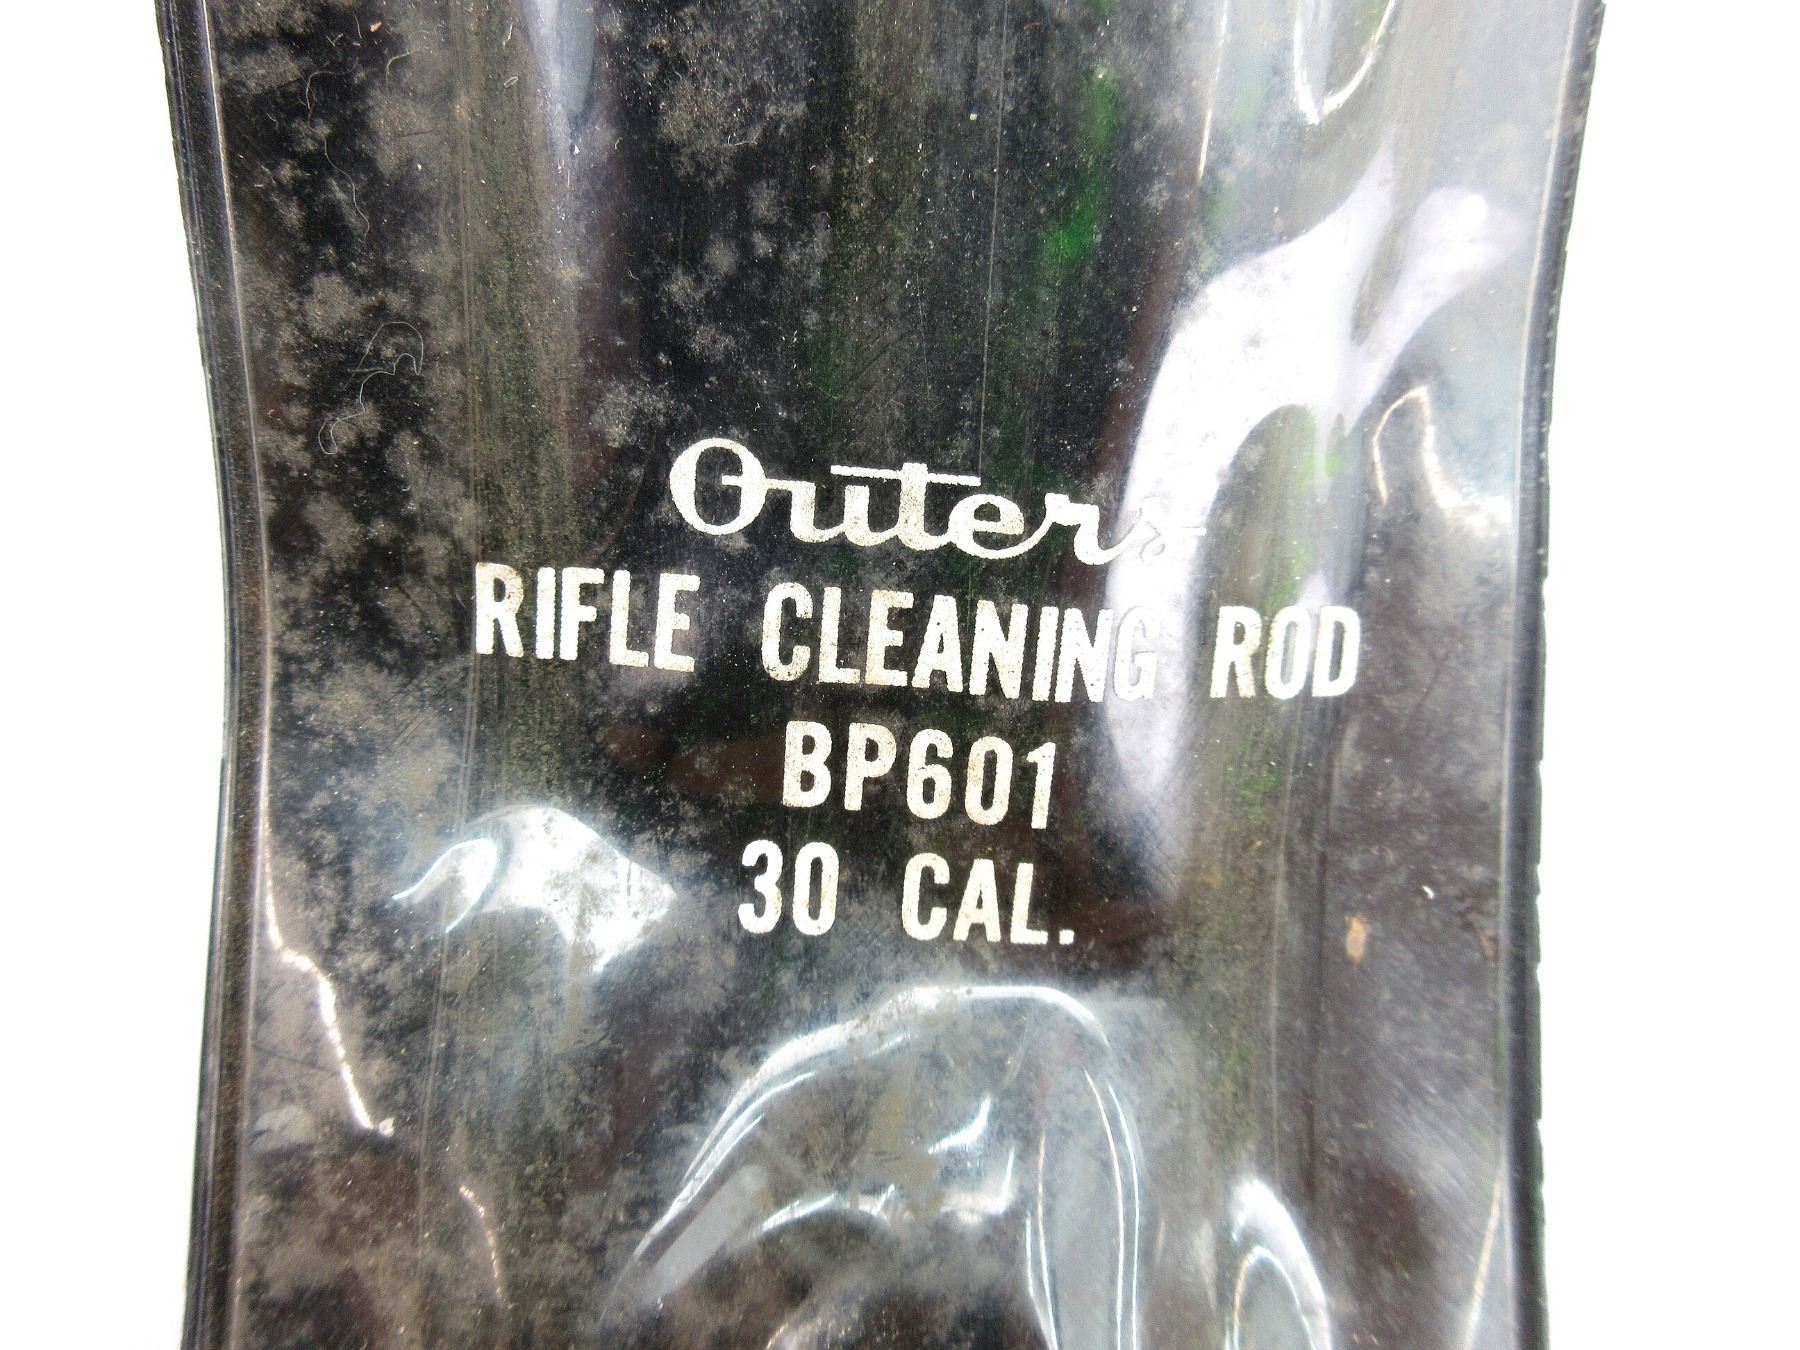 Outers
RIFLE CLEANING ROD
BP601
30 CAL.